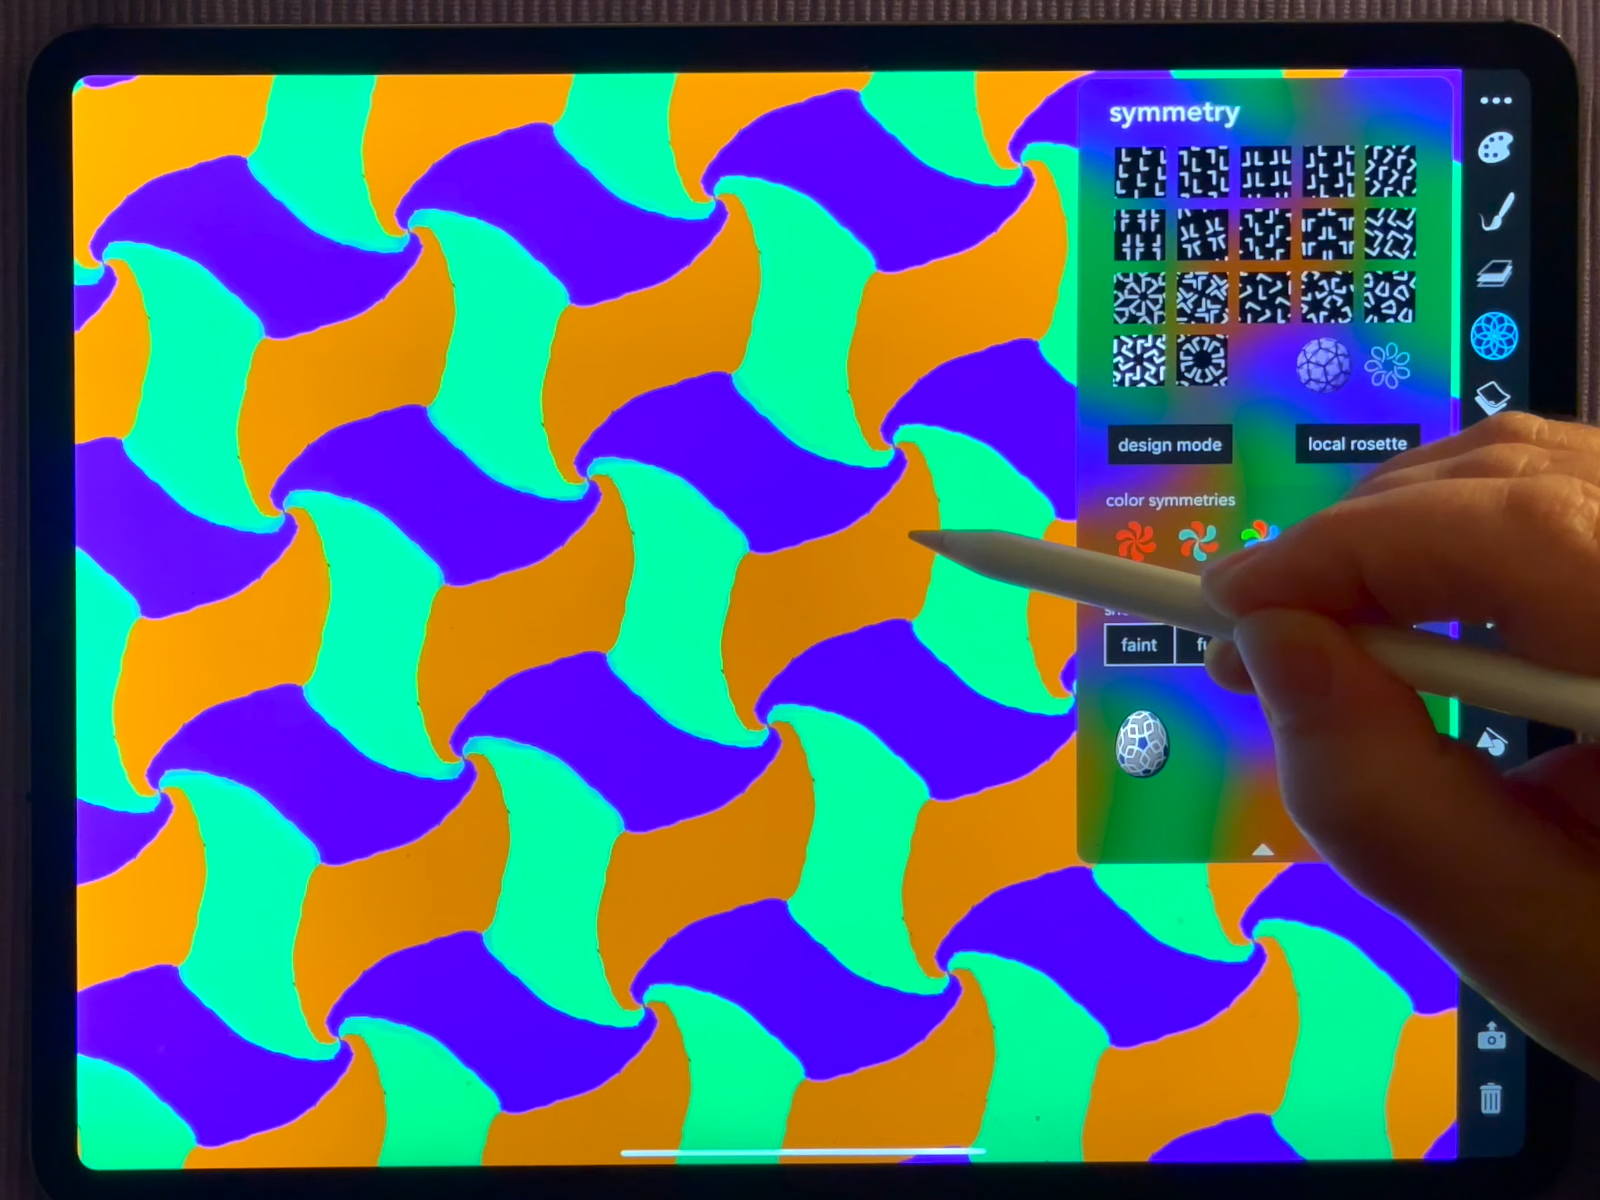 symmetry
design mode
local rosette
color symmetries
faint